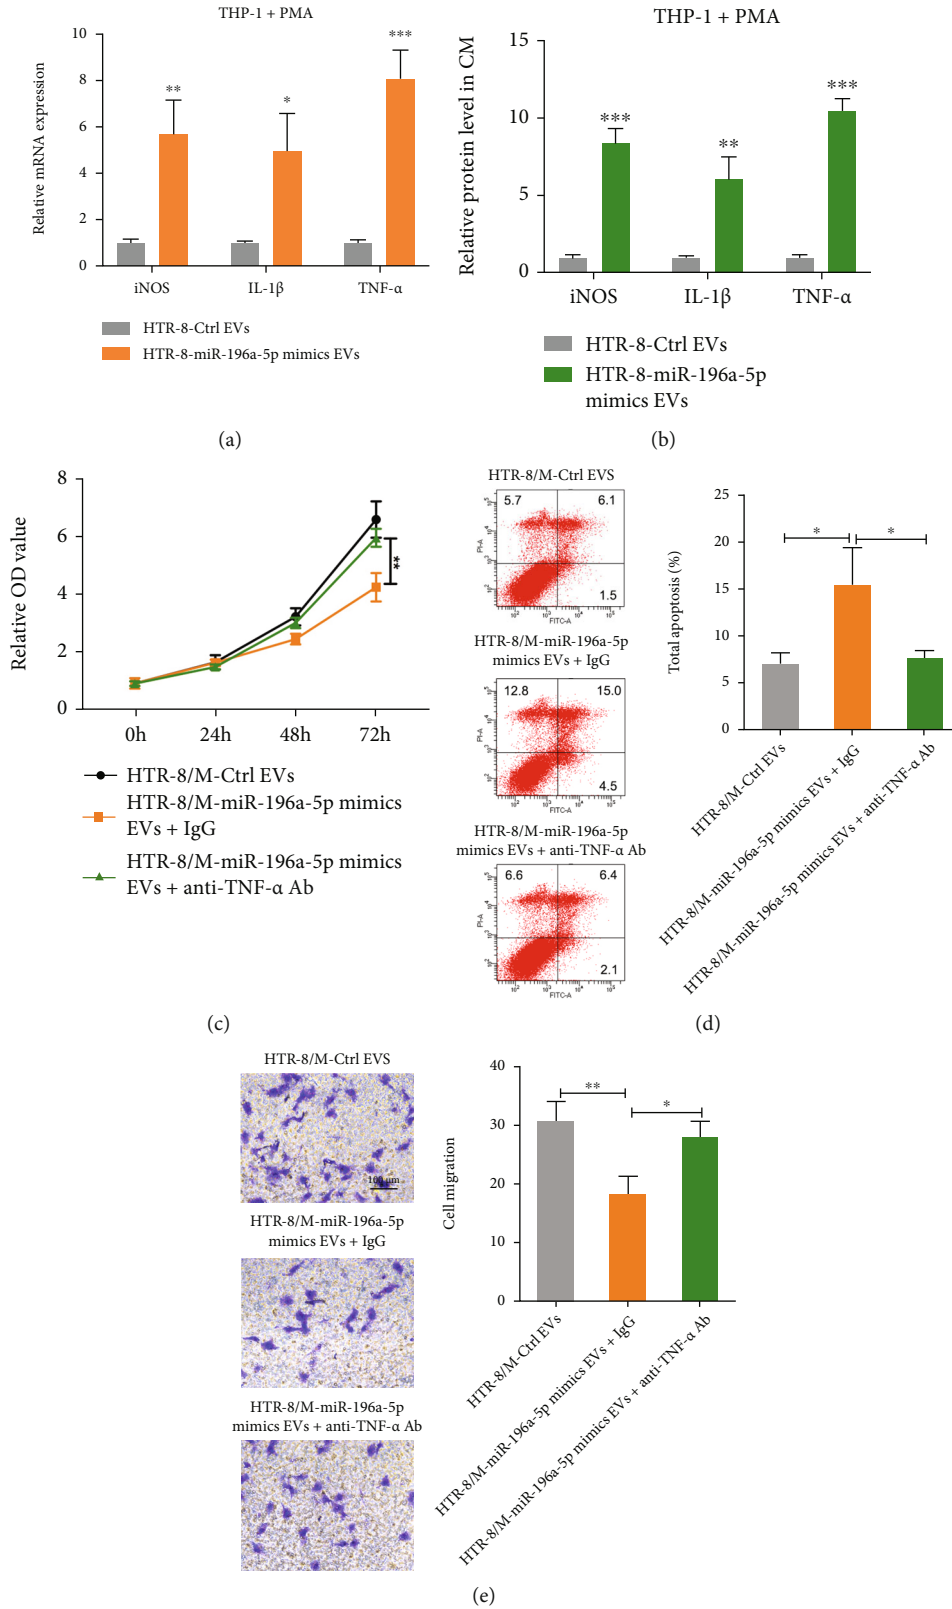 THP-1 + PMA
Relative mRNA expression
10
8
6
4
2
0
**
*
***
iNOS
IL-1β
TNF-α
HTR-8-Ctrl EVs
HTR-8-miR-196a-5p mimics EVs
(a)
THP-1 + PMA
Relative protein level in CM
15
10
5
0
***
**
***
iNOS
IL-1β
TNF-α
HTR-8-Ctrl EVs
HTR-8-miR-196a-5p
mimics EVs
(b)
Relative OD value
8
6
4
2
0
**
0h
24h
48h
72h
HTR-8/M-Ctrl EVs
HTR-8/M-miR-196a-5p mimics
EVs + IgG
HTR-8/M-miR-196a-5p mimics
EVs + anti-TNF-α Ab
(c)
HTR-8/M-Ctrl EVS
5.7
6.1
1.5
PI-A
FITC-A
HTR-8/M-miR-196a-5p
mimics EVs + IgG
12.8
15.0
4.5
PI-A
FITC-A
HTR-8/M-miR-196a-5p
mimics EVs + anti-TNF-α Ab
6.6
6.4
2.1
PI-A
FITC-A
Total apoptosis (%)
25
20
15
10
5
0
*
*
HTR-8/M-Ctrl EVs
HTR-8/M-miR-196a-5p mimics EVs + IgG
HTR-8/M-miR-196a-5p mimics EVs + anti-TNF-α Ab
(d)
HTR-8/M-Ctrl EVS
100 μm
HTR-8/M-miR-196a-5p
mimics EVs + IgG
HTR-8/M-miR-196a-5p
mimics EVs + anti-TNF-α Ab
Cell migration
40
30
20
10
0
**
*
HTR-8/M-Ctrl EVs
HTR-8/M-miR-196a-5p mimics EVs + IgG
HTR-8/M-miR-196a-5p mimics EVs + anti-TNF-α Ab
(e)